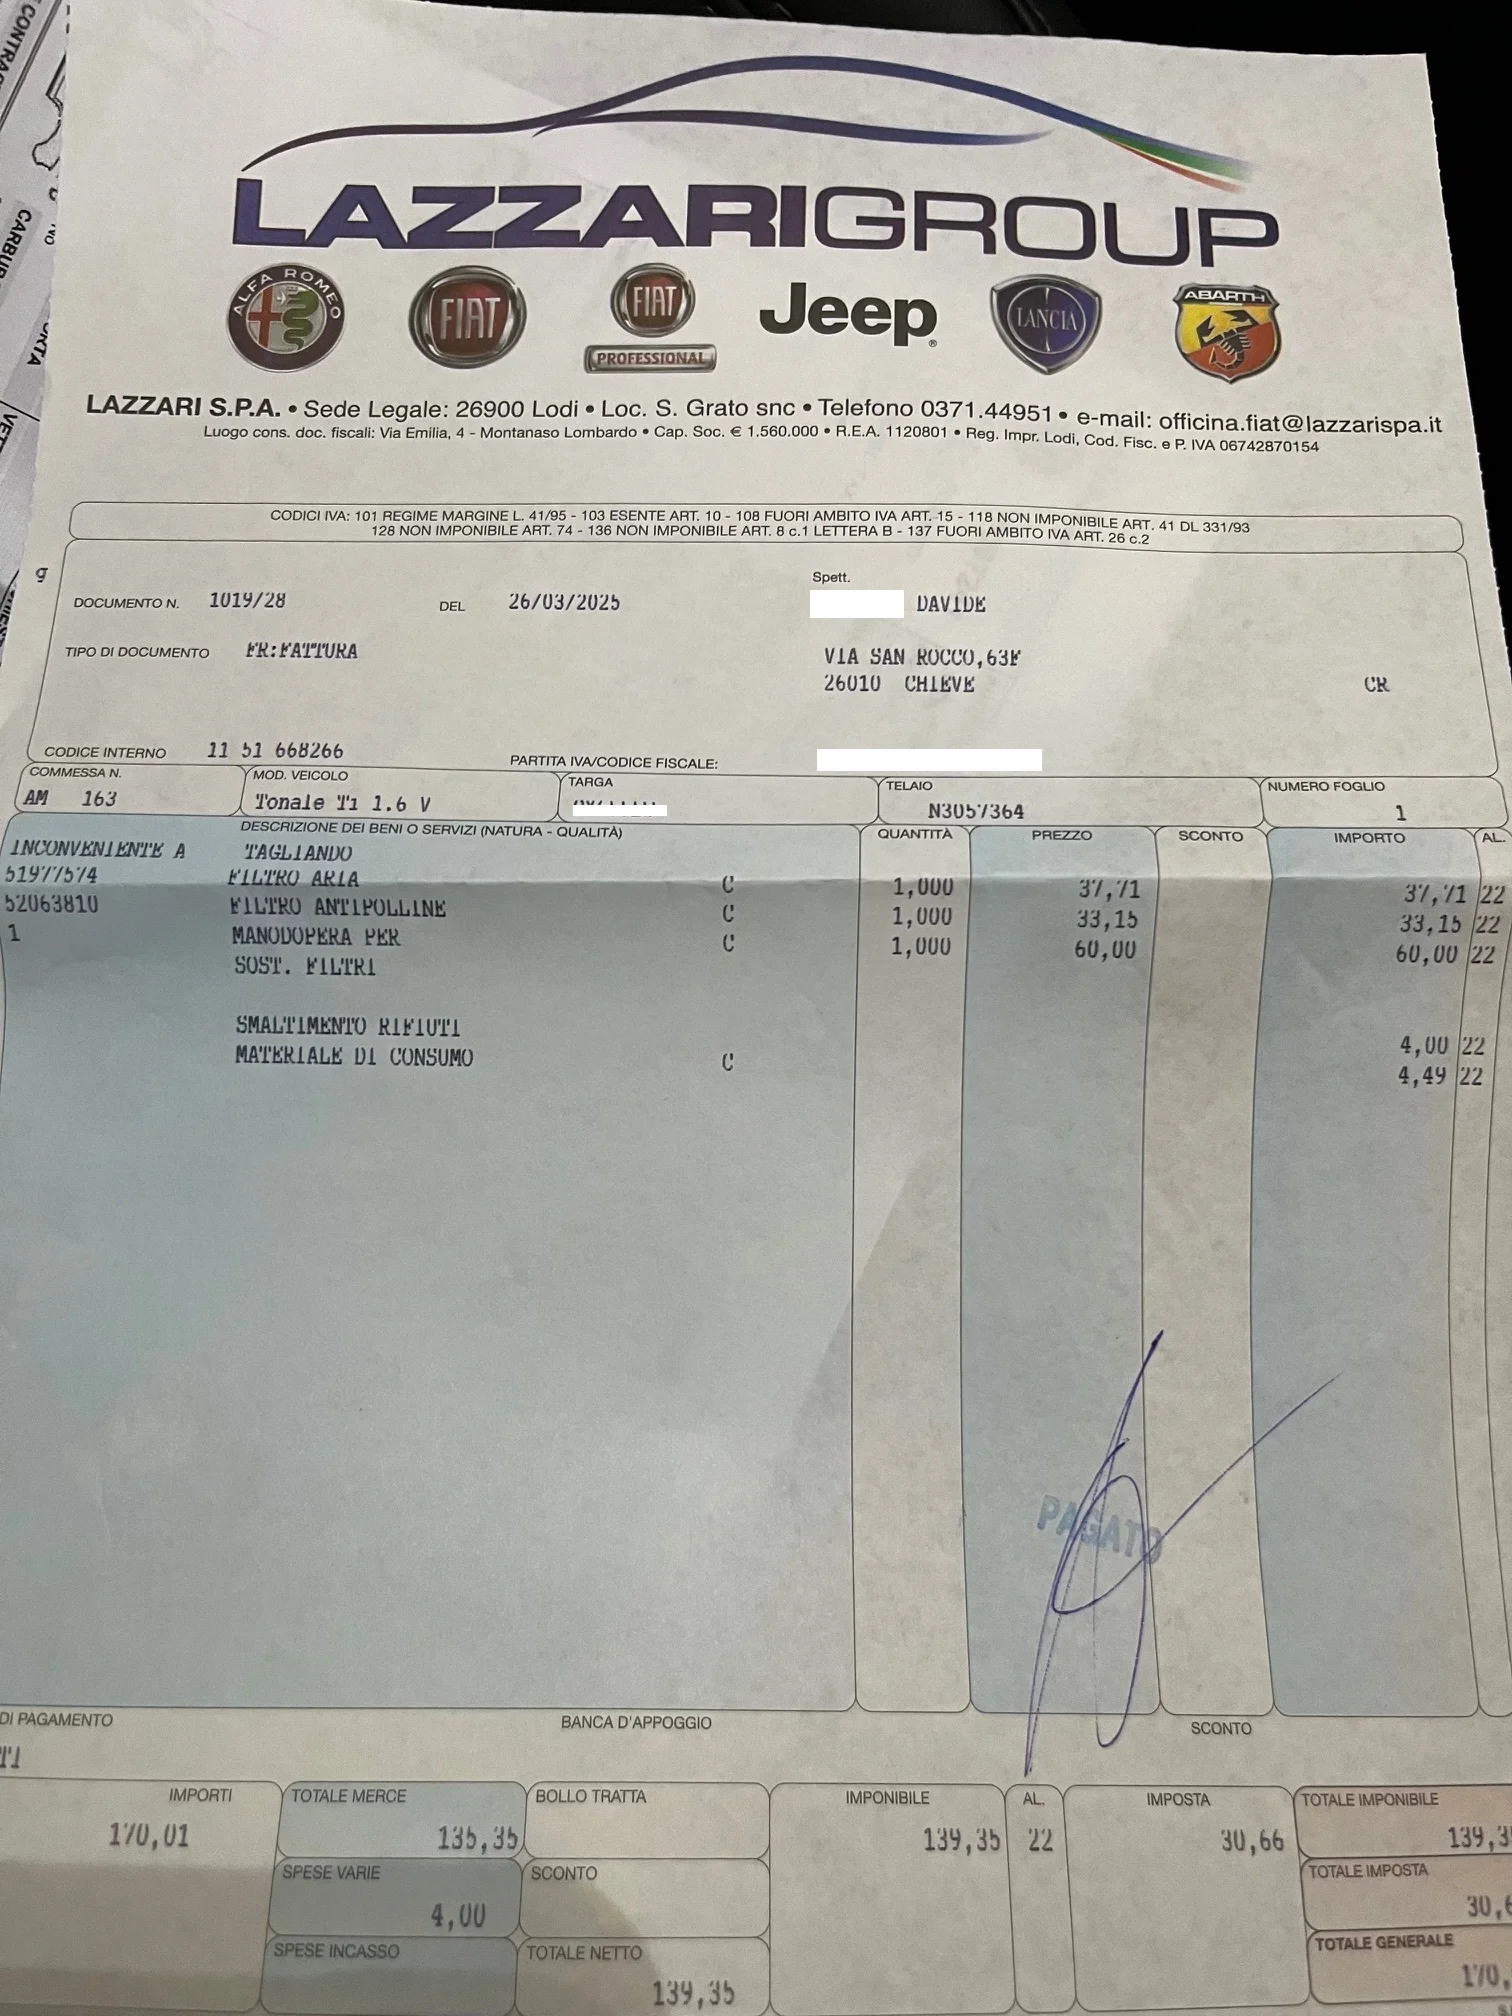 CONTRA
CARBU
ORTA
VET
LAZZARIGROUP
ALFA ROMEO FIAT FIAT PROFESSIONAL Jeep® LANCIA ABARTH
LAZZARI S.P.A. • Sede Legale: 26900 Lodi • Loc. S. Grato snc • Telefono 0371.44951 • e-mail: officina.fiat@lazzarispa.it
Luogo cons. doc. fiscali: Via Emilia, 4 - Montanaso Lombardo • Cap. Soc. € 1.560.000 • R.E.A. 1120801 • Reg. Impr. Lodi, Cod. Fisc. e P. IVA 06742870154
CODICI IVA: 101 REGIME MARGINE L. 41/95 - 103 ESENTE ART. 10 - 108 FUORI AMBITO IVA ART. 15 - 118 NON IMPONIBILE ART. 41 DL 331/93
128 NON IMPONIBILE ART. 74 - 136 NON IMPONIBILE ART. 8 c.1 LETTERA B - 137 FUORI AMBITO IVA ART. 26 c.2
g
Spett.
DOCUMENTO N. 1019/28 DEL 26/03/2025 DAVIDE
TIPO DI DOCUMENTO FR:FATTURA VIA SAN ROCCO,63F
26010 CHIEVE CR
CODICE INTERNO 11 51 668266 PARTITA IVA/CODICE FISCALE:
COMMESSA N. MOD. VEICOLO TARGA TELAIO NUMERO FOGLIO
AM 163 Tonale T1 1.6 V N3057364 1
DESCRIZIONE DEI BENI O SERVIZI (NATURA - QUALITÀ) QUANTITÀ PREZZO SCONTO IMPORTO AL.
INCONVENIENTE A TAGLIANDO
51977574 FILTRO ARIA C 1,000 37,71 37,71 22
52063810 FILTRO ANTIPOLLINE C 1,000 33,15 33,15 22
1 MANODOPERA PER C 1,000 60,00 60,00 22
SOST. FILTRI
SMALTIMENTO RIFIUTI 4,00 22
MATERIALE DI CONSUMO C 4,49 22
PAGATO
DI PAGAMENTO BANCA D'APPOGGIO SCONTO
TI
IMPORTI TOTALE MERCE BOLLO TRATTA IMPONIBILE AL. IMPOSTA TOTALE IMPONIBILE
170,01 135,35 139,35 22 30,66 139,3
SPESE VARIE SCONTO TOTALE IMPOSTA
4,00 30,6
SPESE INCASSO TOTALE NETTO TOTALE GENERALE
139,35 170,